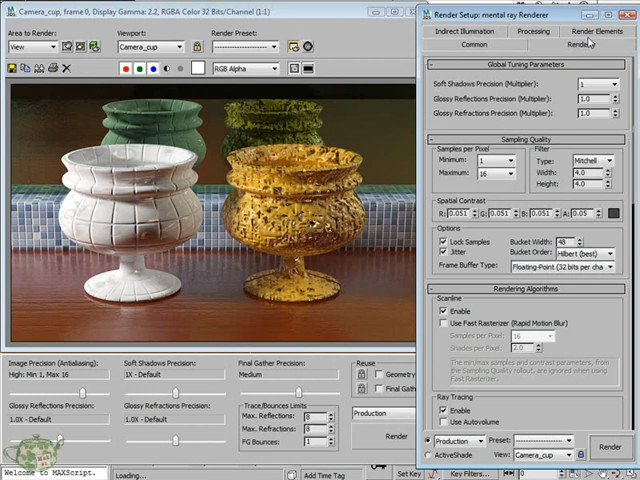 Camera_cup, frame 0, Display Gamma: 2.2, RGBA Color 32 Bits/Channel (1:1)
Area to Render:
Viewport:
Render Preset:
View
Camera_cup
RGB Alpha
Image Precision (Antialiasing):
High: Min 1, Max 16
Soft Shadows Precision:
1X - Default
Final Gather Precision:
Medium
Reuse
Geometry
Final Gather
Glossy Reflections Precision:
1.0X - Default
Glossy Refractions Precision:
1.0X - Default
Trace/Bounces Limits
Max. Reflections: 8
Max. Refractions: 8
FG Bounces: 1
Production
Render
Welcome to MAXScript.
Loading...
Add Time Tag
Set Key
Key Filters...
0
Render Setup: mental ray Renderer
Indirect Illumination
Processing
Render Elements
Common
Renderer
Global Tuning Parameters
Soft Shadows Precision (Multiplier): 1
Glossy Reflections Precision (Multiplier): 1.0
Glossy Refractions Precision (Multiplier): 1.0
Sampling Quality
Samples per Pixel
Minimum: 1
Maximum: 16
Filter
Type: Mitchell
Width: 4.0
Height: 4.0
Spatial Contrast
R: 0.051 G: 0.051 B: 0.051 A: 0.05
Options
Lock Samples
Bucket Width: 48
Jitter
Bucket Order: Hilbert (best)
Frame Buffer Type: Floating-Point (32 bits per cha
Rendering Algorithms
Scanline
Enable
Use Fast Rasterizer (Rapid Motion Blur)
Samples per Pixel: 16
Shades per Pixel: 2.0
The min/max samples and contrast parameters, from
the Sampling Quality rollout, are ignored when using
Fast Rasterizer.
Ray Tracing
Enable
Use Autovolume
Production
Preset:
ActiveShade
View: Camera_cup
Render